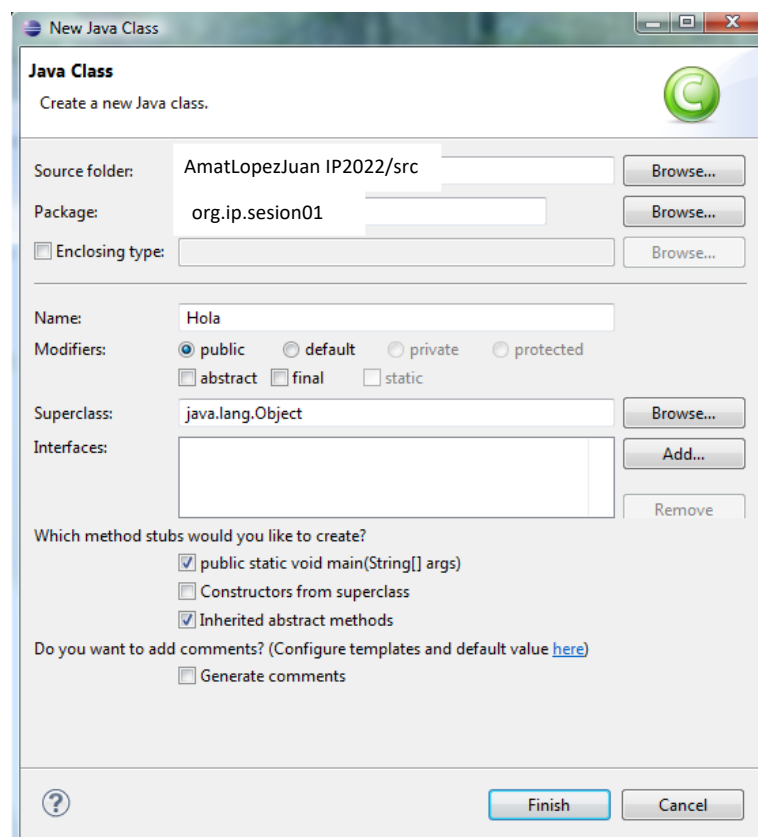 New Java Class
Java Class
Create a new Java class.
Source folder: AmatLopezJuan IP2022/src Browse...
Package: org.ip.sesion01 Browse...
Enclosing type: Browse...
Name: Hola
Modifiers: public default private protected
abstract final static
Superclass: java.lang.Object Browse...
Interfaces: Add...
Remove
Which method stubs would you like to create?
public static void main(String[] args)
Constructors from superclass
Inherited abstract methods
Do you want to add comments? (Configure templates and default value here)
Generate comments
? Finish Cancel